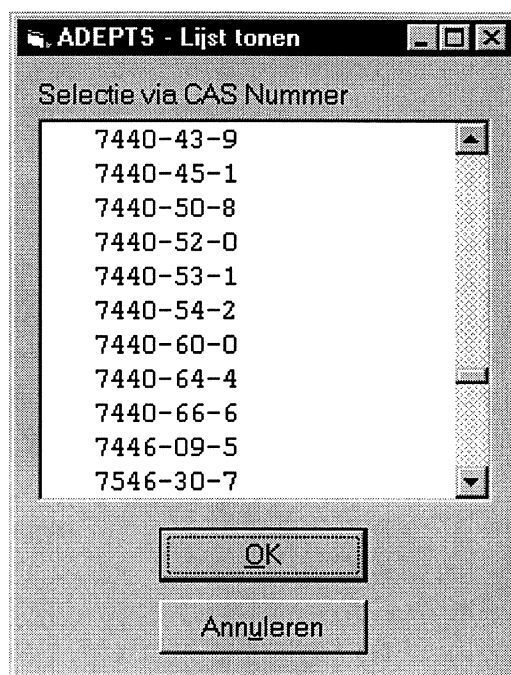 ADEPTS - Lijst tonen
Selectie via CAS Nummer
7440-43-9
7440-45-1
7440-50-8
7440-52-0
7440-53-1
7440-54-2
7440-60-0
7440-64-4
7440-66-6
7446-09-5
7546-30-7
OK
Annuleren